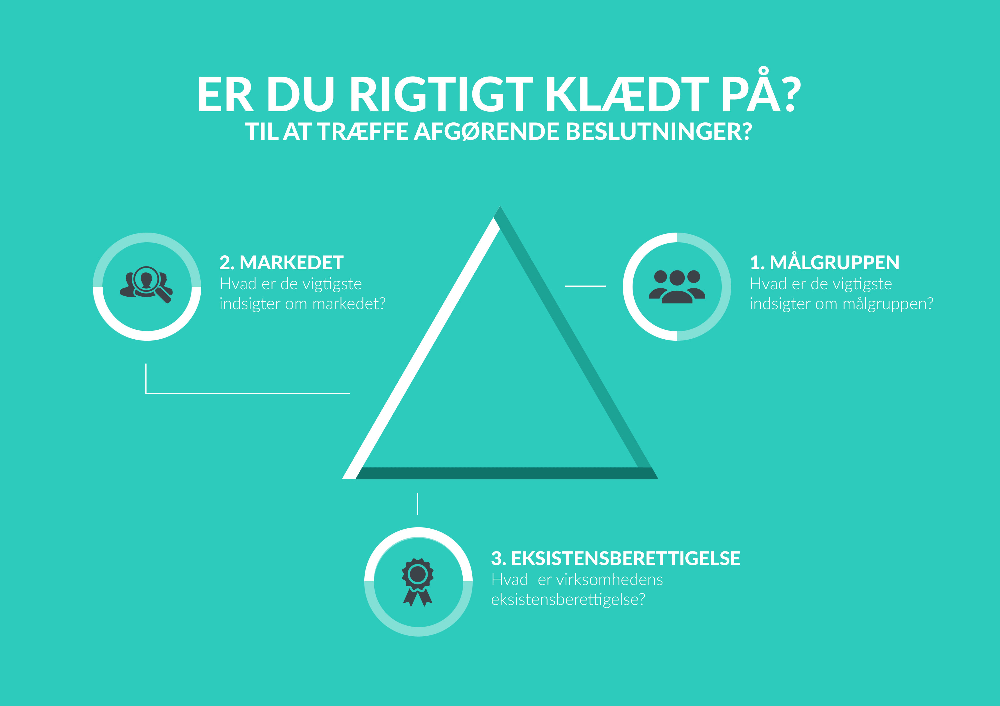 ER DU RIGTIGT KLÆDT PÅ?
TIL AT TRÆFFE AFGØRENDE BESLUTNINGER?
2. MARKEDET
Hvad er de vigtigste
indsigter om markedet?
1. MÅLGRUPPEN
Hvad er de vigtigste
indsigter om målgruppen?
3. EKSISTENSBERETTIGELSE
Hvad  er virksomhedens
eksistensberettigelse?